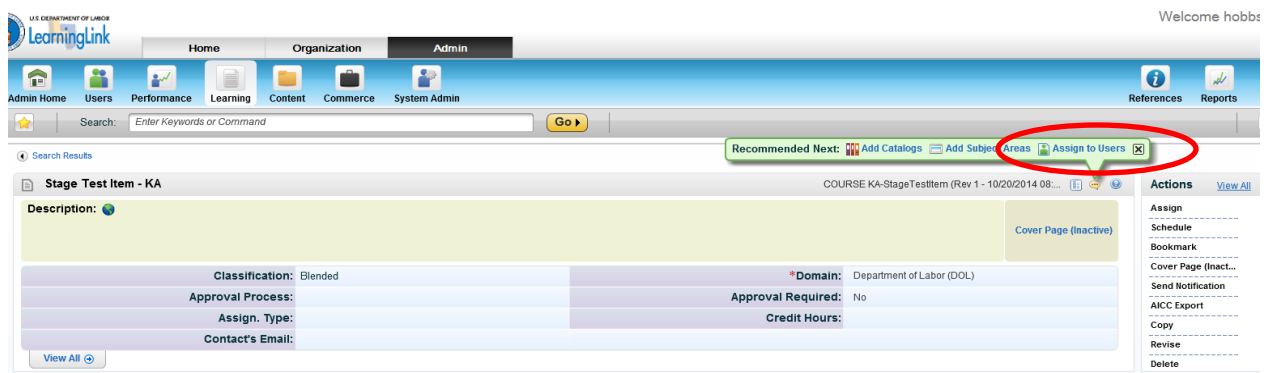 Welcome hobbs
U.S. DEPARTMENT OF LABOR
LearningLink
Home Organization Admin
Admin Home Users Performance Learning Content Commerce System Admin References Reports
Search: Enter Keywords or Command Go
Recommended Next: Add Catalogs Add Subject Areas Assign to Users
Search Results
Stage Test Item - KA COURSE KA-StageTestItem (Rev 1 - 10/20/2014 08:... Actions View All
Description: Assign
Cover Page (Inactive) Schedule
Bookmark
Cover Page (Inact...
Classification: Blended *Domain: Department of Labor (DOL)
Send Notification
Approval Process: Approval Required: No
AICC Export
Assign. Type: Credit Hours:
Copy
Contact's Email:
Revise
View All
Delete